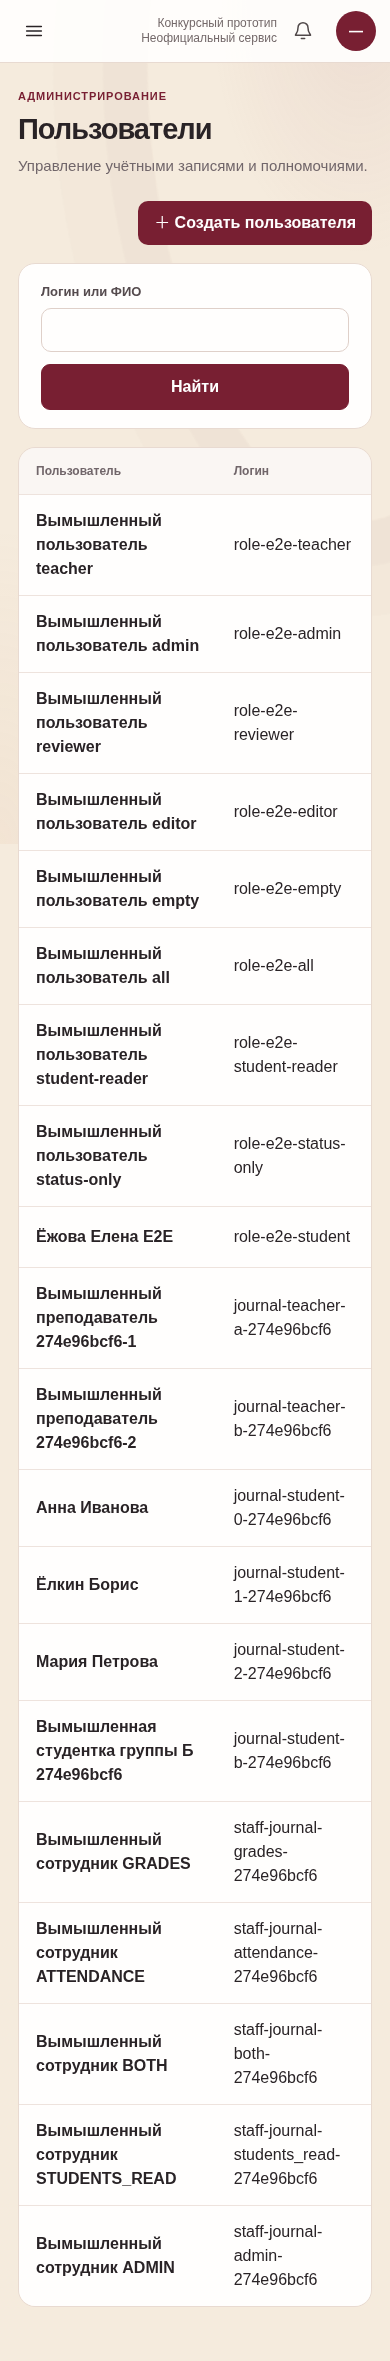 Конкурсный прототип
Неофициальный сервис
—
АДМИНИСТРИРОВАНИЕ
Пользователи
Управление учётными записями и полномочиями.
+ Создать пользователя
Логин или ФИО
Найти
Пользователь Логин
Вымышленный
пользователь
teacher
role-e2e-teacher
Вымышленный
пользователь admin
role-e2e-admin
Вымышленный
пользователь
reviewer
role-e2e-
reviewer
Вымышленный
пользователь editor
role-e2e-editor
Вымышленный
пользователь empty
role-e2e-empty
Вымышленный
пользователь all
role-e2e-all
Вымышленный
пользователь
student-reader
role-e2e-
student-reader
Вымышленный
пользователь
status-only
role-e2e-status-
only
Ёжова Елена E2E
role-e2e-student
Вымышленный
преподаватель
274e96bcf6-1
journal-teacher-
a-274e96bcf6
Вымышленный
преподаватель
274e96bcf6-2
journal-teacher-
b-274e96bcf6
Анна Иванова
journal-student-
0-274e96bcf6
Ёлкин Борис
journal-student-
1-274e96bcf6
Мария Петрова
journal-student-
2-274e96bcf6
Вымышленная
студентка группы Б
274e96bcf6
journal-student-
b-274e96bcf6
Вымышленный
сотрудник GRADES
staff-journal-
grades-
274e96bcf6
Вымышленный
сотрудник
ATTENDANCE
staff-journal-
attendance-
274e96bcf6
Вымышленный
сотрудник BOTH
staff-journal-
both-
274e96bcf6
Вымышленный
сотрудник
STUDENTS_READ
staff-journal-
students_read-
274e96bcf6
Вымышленный
сотрудник ADMIN
staff-journal-
admin-
274e96bcf6